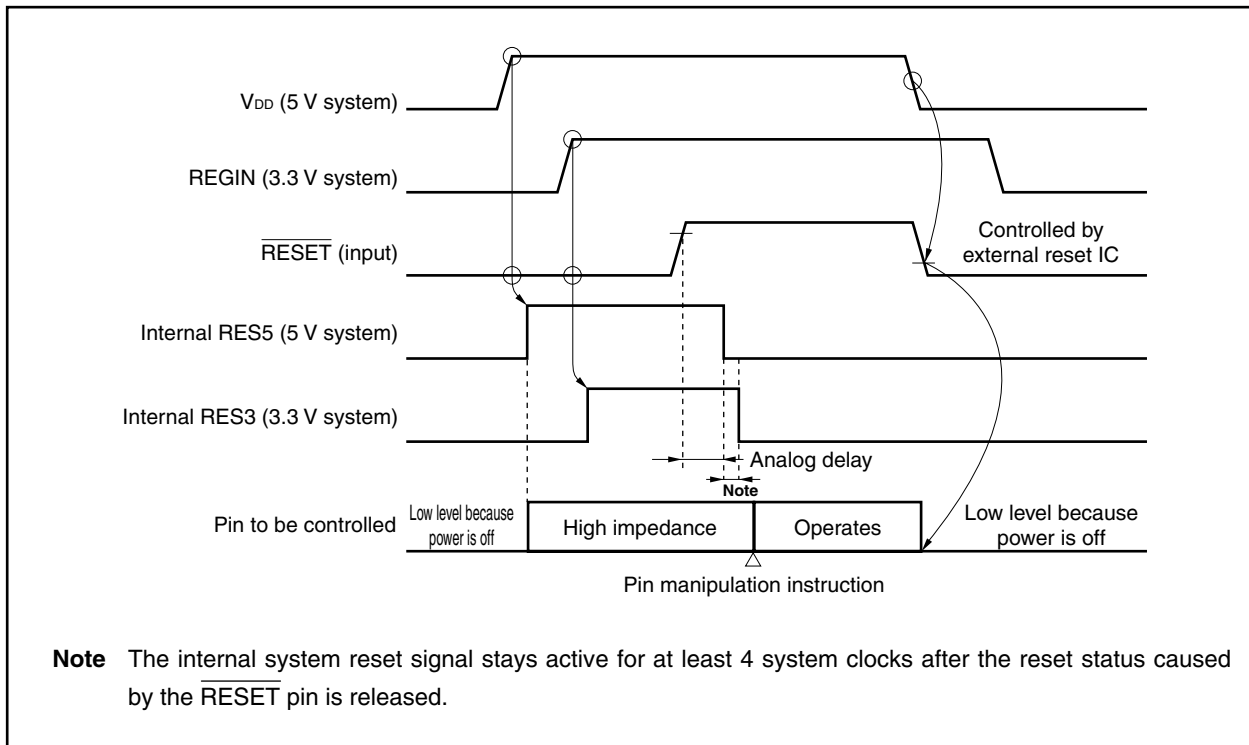 VDD (5 V system)
REGIN (3.3 V system)
RESET (input)
Controlled by
external reset IC
Internal RES5 (5 V system)
Internal RES3 (3.3 V system)
Analog delay
Note
Pin to be controlled
Low level because
power is off
High impedance
Operates
Low level because
power is off
Pin manipulation instruction
Note The internal system reset signal stays active for at least 4 system clocks after the reset status caused
by the RESET pin is released.